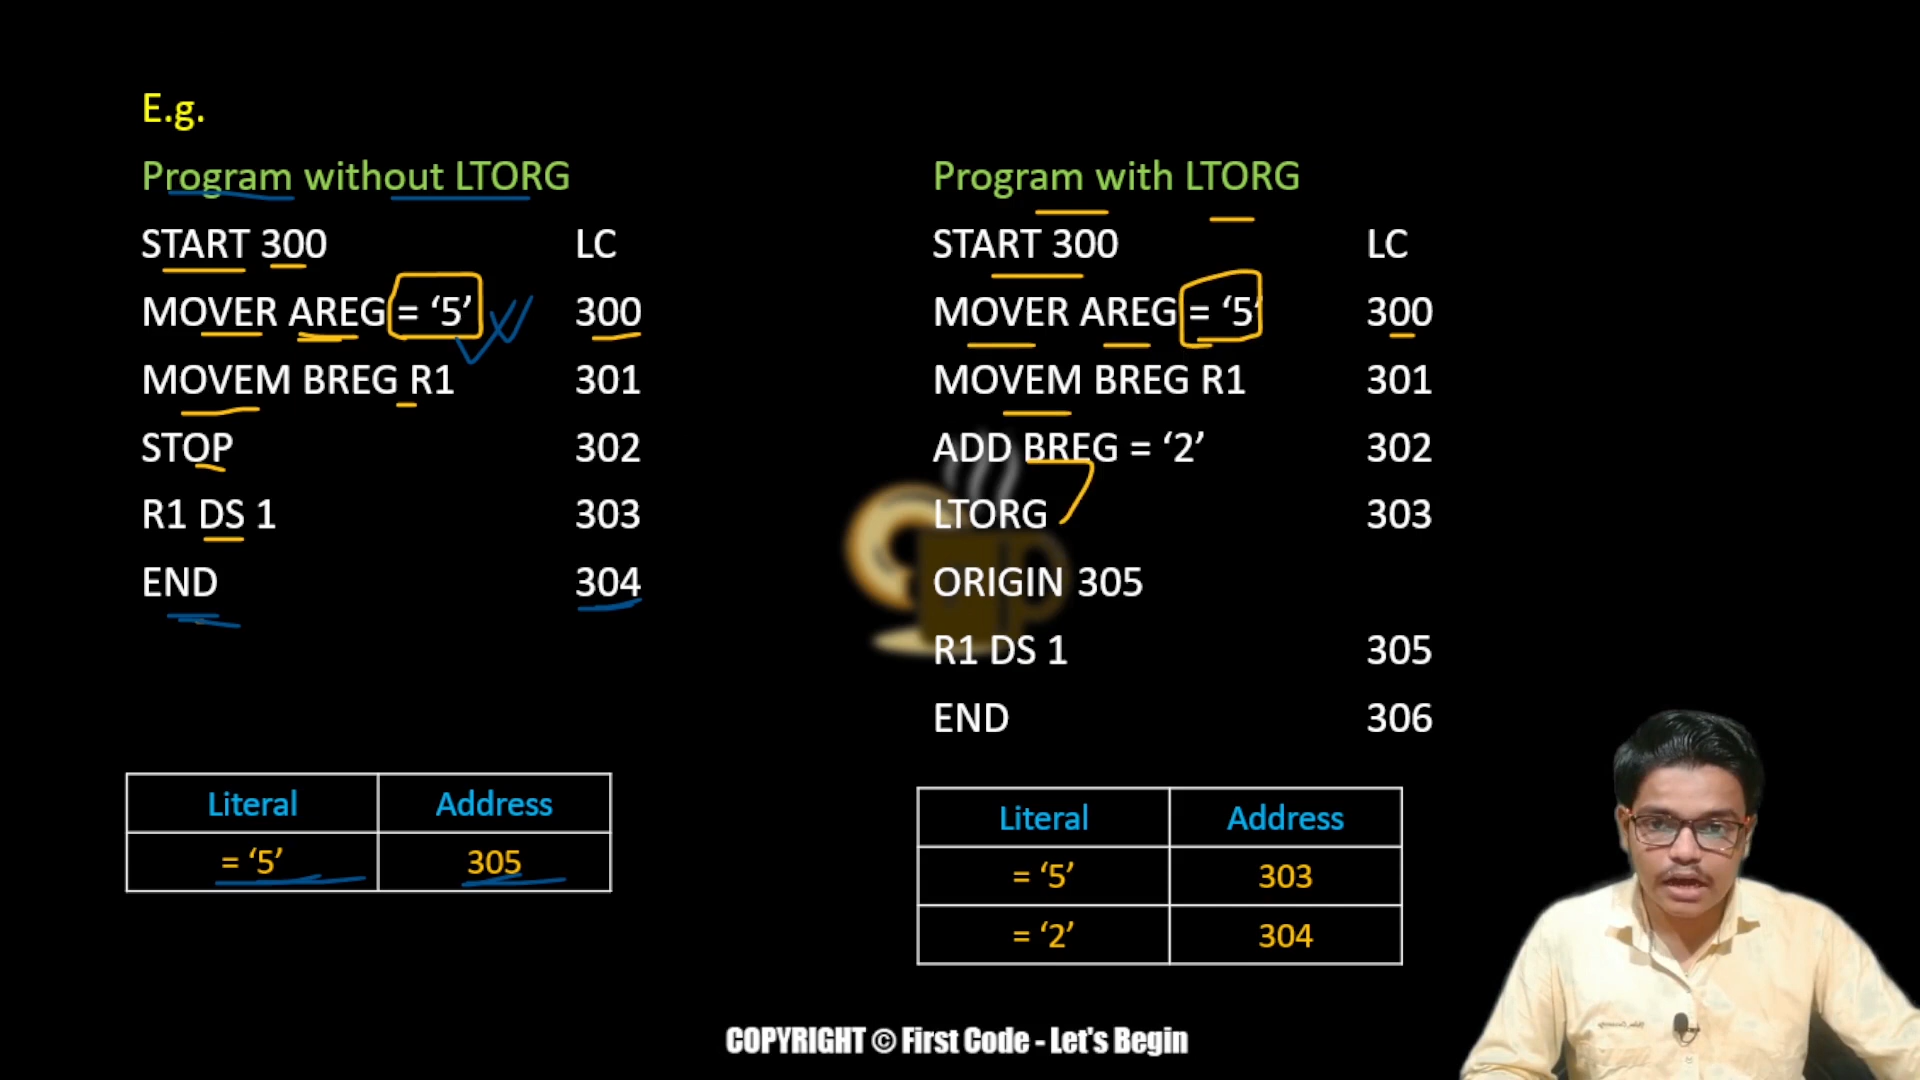 E.g.
Program without LTORG
START 300 LC
MOVER AREG = ‘5’ 300
MOVEM BREG R1 301
STOP 302
R1 DS 1 303
END 304
Literal Address
= ‘5’ 305
Program with LTORG
START 300 LC
MOVER AREG = ‘5’ 300
MOVEM BREG R1 301
ADD BREG = ‘2’ 302
LTORG 303
ORIGIN 305
R1 DS 1 305
END 306
Literal Address
= ‘5’ 303
= ‘2’ 304
COPYRIGHT © First Code - Let's Begin